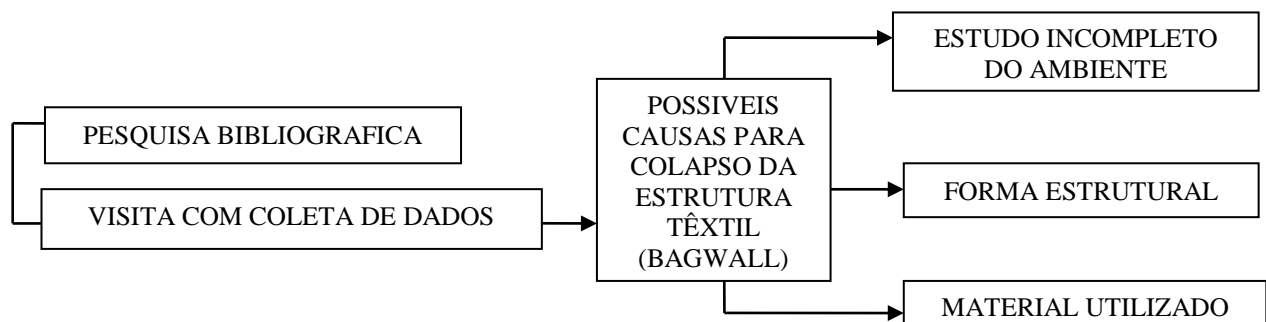 PESQUISA BIBLIOGRAFICA
VISITA COM COLETA DE DADOS
POSSIVEIS
CAUSAS PARA
COLAPSO DA
ESTRUTURA
TÊXTIL
(BAGWALL)
ESTUDO INCOMPLETO
DO AMBIENTE
FORMA ESTRUTURAL
MATERIAL UTILIZADO